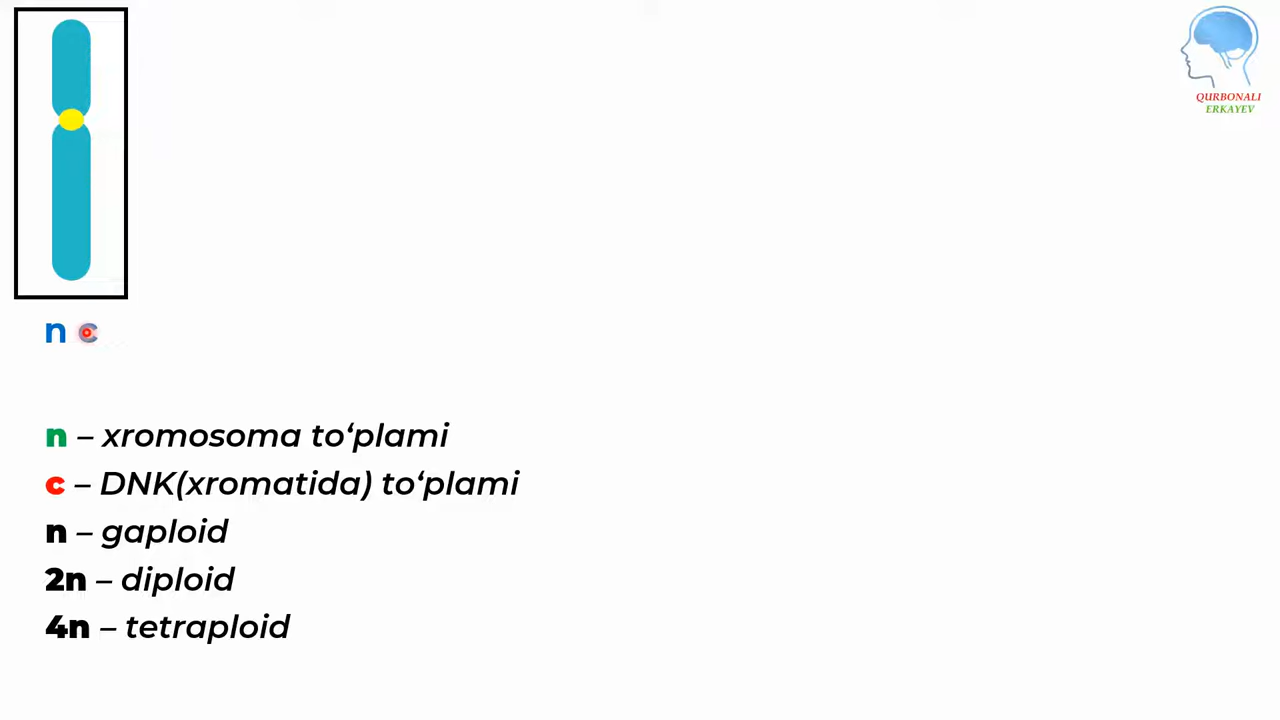 QURBONALI
ERKAYEV
n c
n – xromosoma to‘plami
c – DNK(xromatida) to‘plami
n – gaploid
2n – diploid
4n – tetraploid